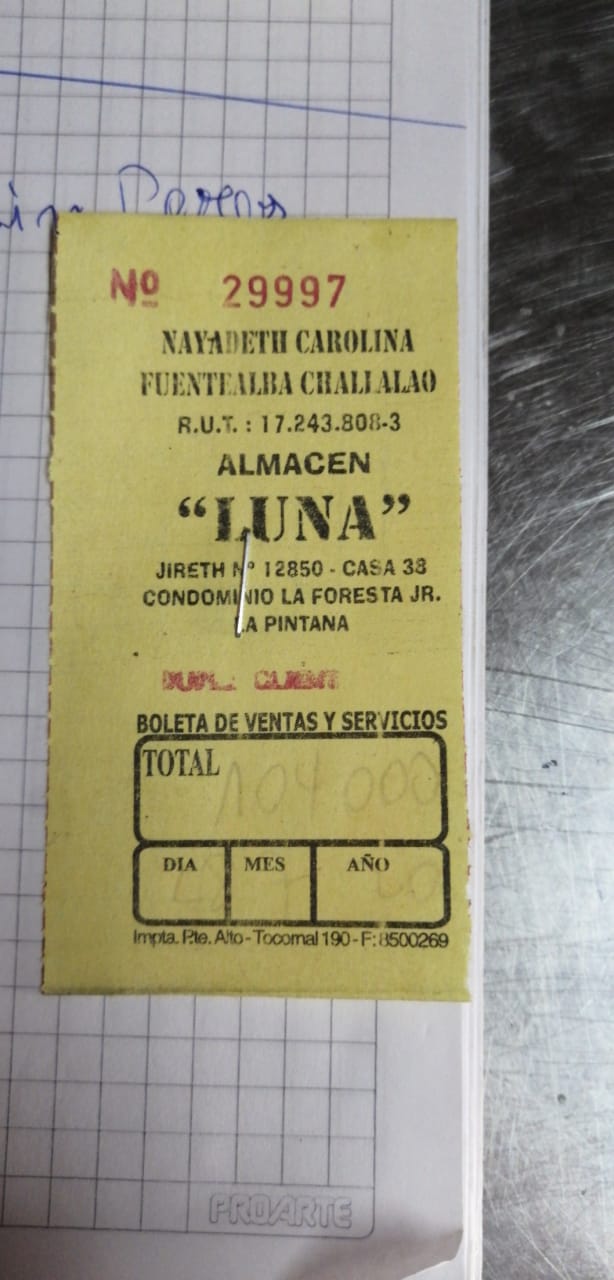 Nº 29997
NAYADETH CAROLINA
FUENTEALBA CHALLALAO
R.U.T. : 17.243.808-3
ALMACEN
“LUNA”
JIRETH Nº 12850 - CASA 38
CONDOMINIO LA FORESTA JR.
LA PINTANA
BOLETA DE VENTAS Y SERVICIOS
TOTAL
104000
DIA MES AÑO
Impta. Pte. Alto - Tocornal 190 - F: 8500269
PROARTE